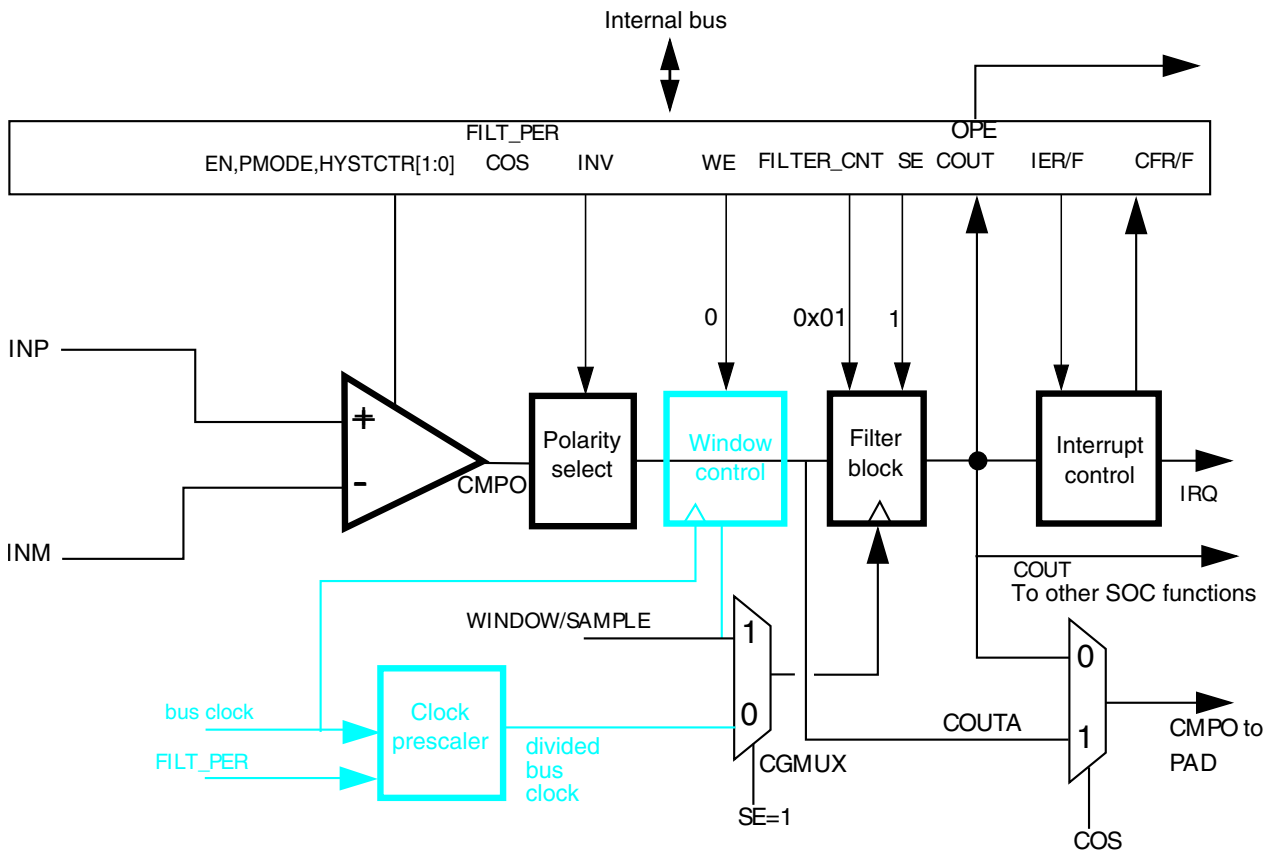 Internal bus
FILT_PER
OPE
EN,PMODE,HYSTCTR[1:0]
COS
INV
WE
FILTER_CNT
SE
COUT
IER/F
CFR/F
0
0x01
1
INP
+
-
INM
CMPO
Polarity
select
Window
control
Filter
block
Interrupt
control
IRQ
COUT
To other SOC functions
WINDOW/SAMPLE
1
0
CGMUX
SE=1
bus clock
FILT_PER
Clock
prescaler
divided
bus
clock
COUTA
0
1
CMPO to
PAD
COS